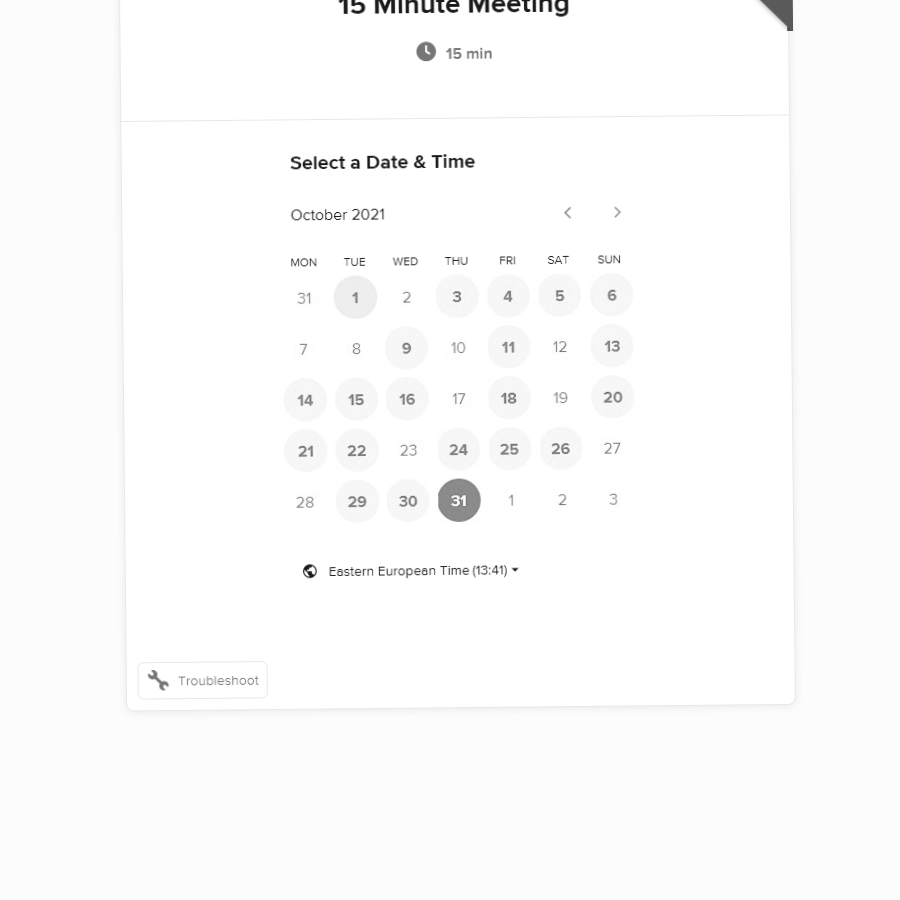 15 Minute Meeting
15 min
Select a Date & Time
October 2021
MON TUE WED THU FRI SAT SUN
31 1 2 3 4 5 6
7 8 9 10 11 12 13
14 15 16 17 18 19 20
21 22 23 24 25 26 27
28 29 30 31 1 2 3
Eastern European Time (13:41)
Troubleshoot